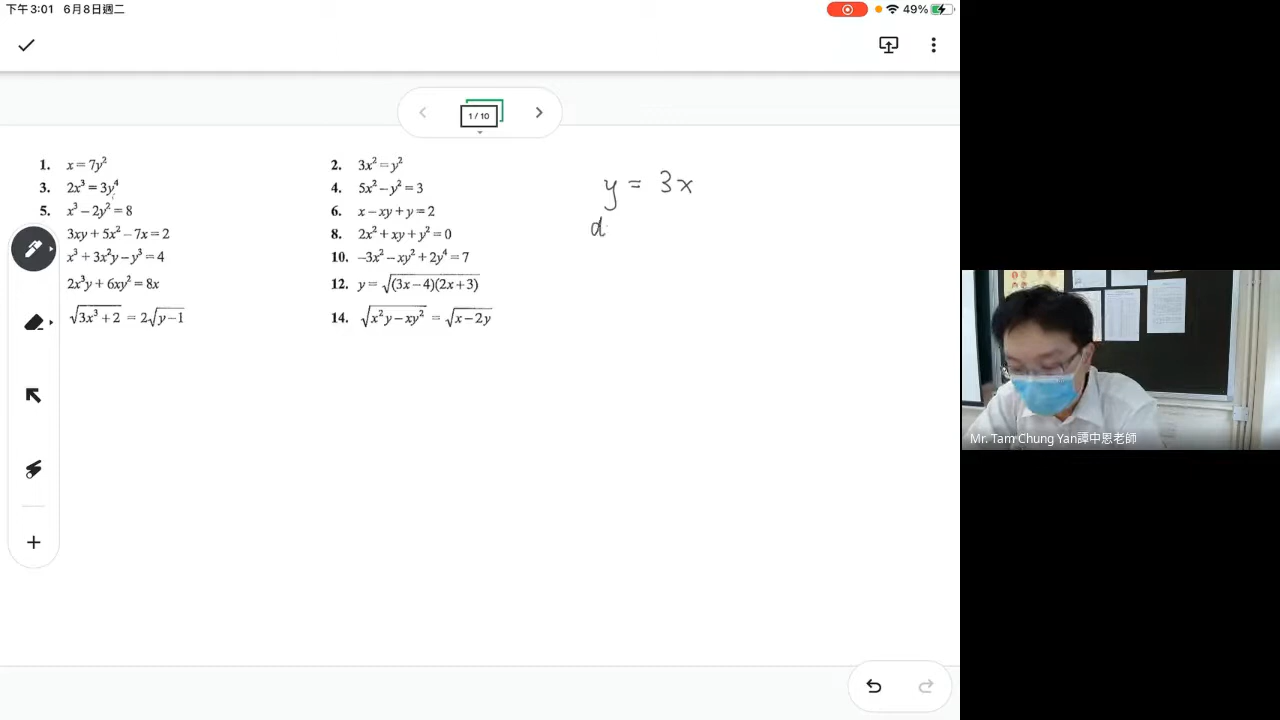 下午3:01 6月8日週二
49%
1 / 10
1. x = 7y²
2. 3x² = y²
3. 2x³ = 3y⁴
4. 5x² − y² = 3
5. x³ − 2y² = 8
6. x − xy + y = 2
3xy + 5x² − 7x = 2
8. 2x² + xy + y² = 0
x³ + 3x²y − y³ = 4
10. −3x² − xy² + 2y⁴ = 7
2x³y + 6xy² = 8x
12. y = √((3x − 4)(2x + 3))
√(3x³ + 2) = 2√(y − 1)
14. √(x²y − xy²) = √(x − 2y)
y = 3x
d
Mr. Tam Chung Yan譚中恩老師